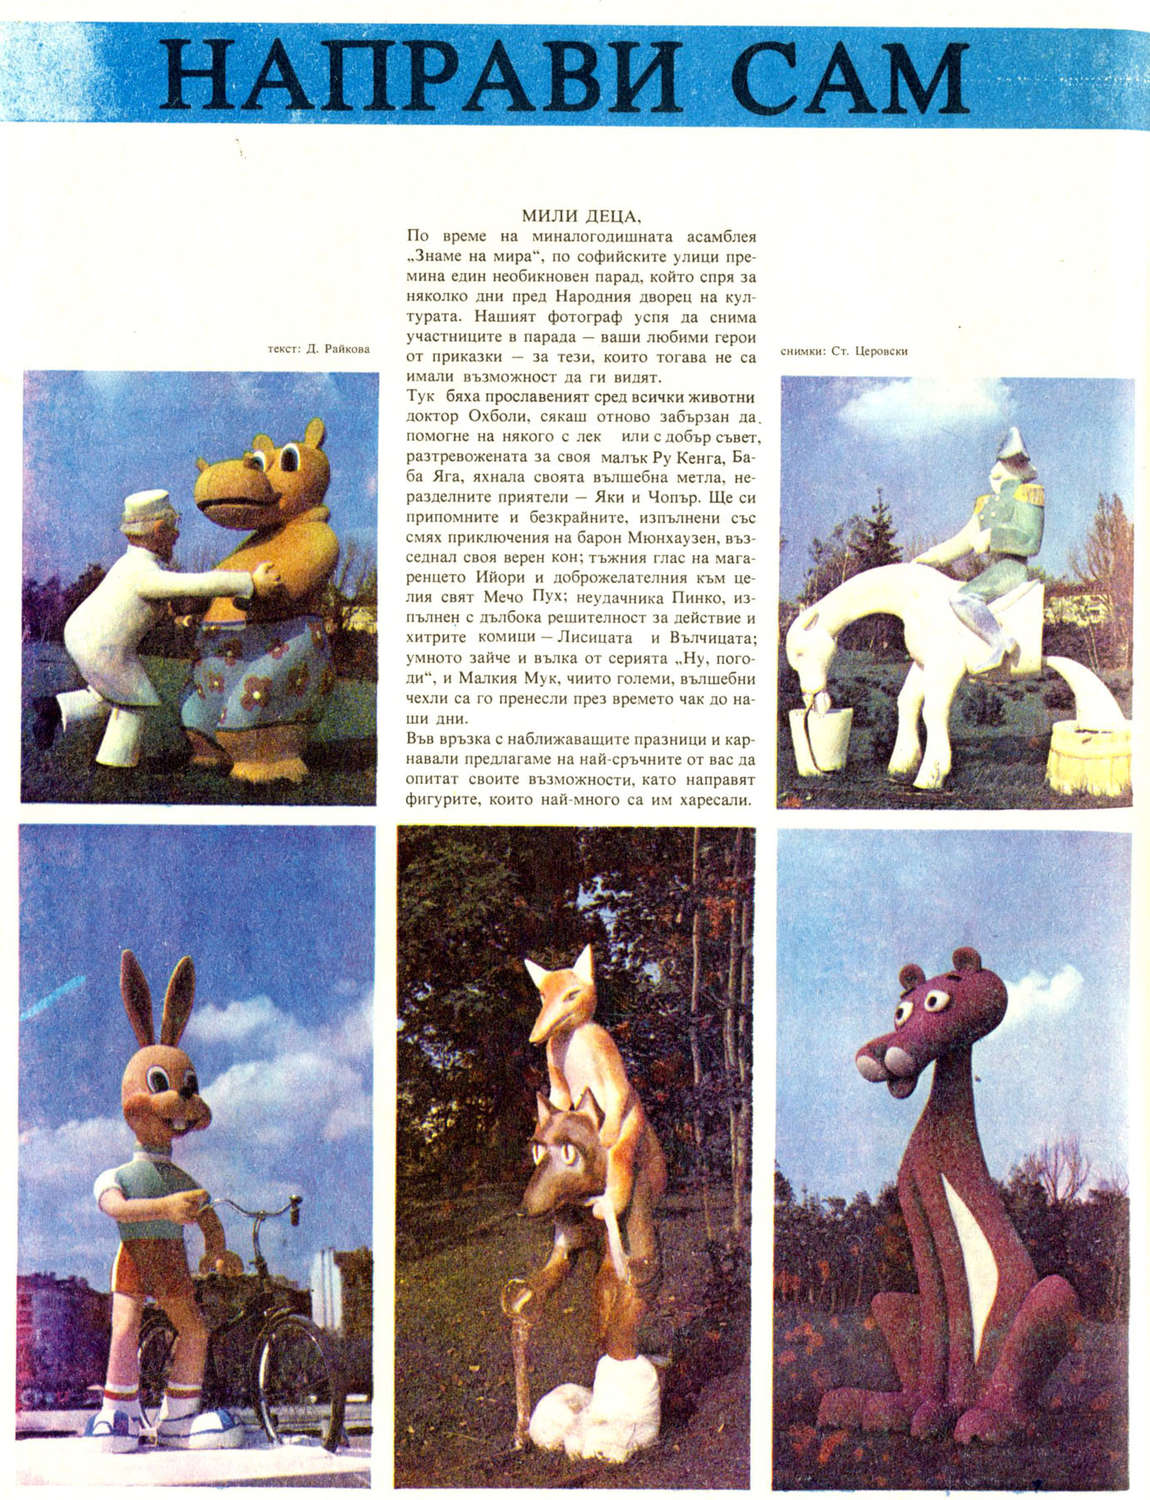 НАПРАВИ САМ
МИЛИ ДЕЦА,
По време на миналогодишната асамблея
„Знаме на мира“, по софийските улици пре-
мина един необикновен парад, който спря за
няколко дни пред Народния дворец на кул-
турата. Нашият фотограф успя да снима
участниците в парада — ваши любими герои
от приказки — за тези, които тогава не са
имали възможност да ги видят.
Тук бяха прославеният сред всички животни
доктор Охболи, сякаш отново забързан да
помогне на някого с лек или с добър съвет,
разтревожената за своя малък Ру Кенга, Ба-
ба Яга, яхнала своята вълшебна метла, не-
разделните приятели — Яки и Чопър. Ще си
припомните и безкрайните, изпълнени със
смях приключения на барон Мюнхаузен, въз-
седнал своя верен кон; тъжния глас на мага-
ренцето Ийори и доброжелателния към це-
лия свят Мечо Пух; неудачника Пинко, из-
пълнен с дълбока решителност за действие и
хитрите комици — Лисицата и Вълчицата;
умното зайче и вълка от серията „Ну, пого-
ди“, и Малкия Мук, чиито големи, вълшебни
чехли са го пренесли през времето чак до на-
ши дни.
Във връзка с наближаващите празници и кар-
навали предлагаме на най-сръчните от вас да
опитат своите възможности, като направят
фигурите, които най-много са им харесали.
текст: Д. Райкова
снимки: Ст. Церовски